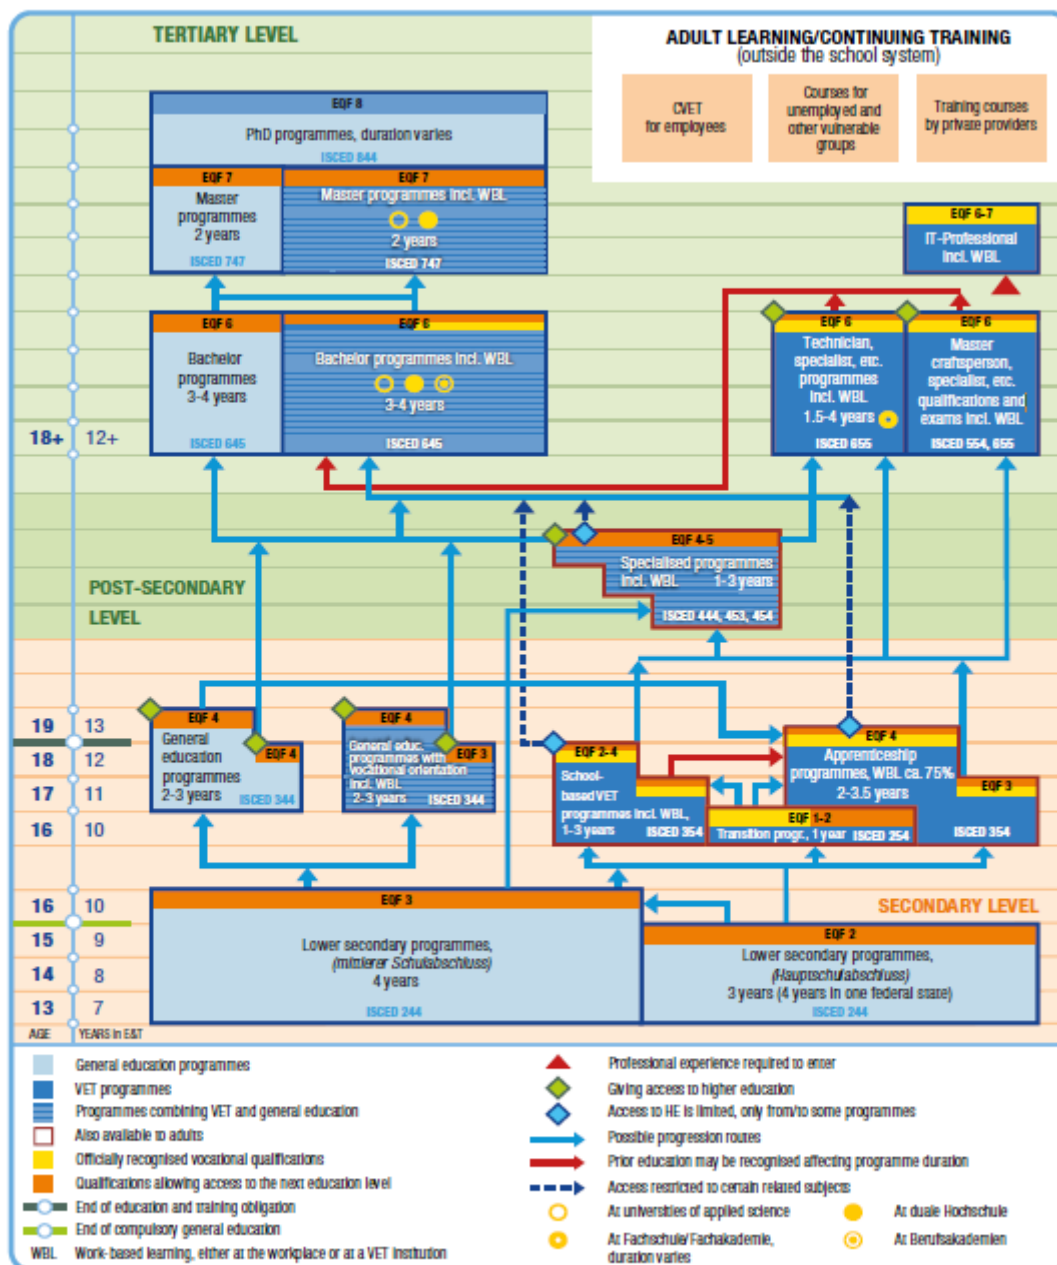 TERTIARY LEVEL
ADULT LEARNING/CONTINUING TRAINING
(outside the school system)
CVET
for employees
Courses for
unemployed and
other vulnerable
groups
Training courses
by private providers
EQF 8
PhD programmes, duration varies
ISCED 844
EQF 7
Master
programmes
2 years
ISCED 747
EQF 7
Master programmes incl. WBL
2 years
ISCED 747
EQF 6-7
IT-Professional
incl. WBL
EQF 6
Bachelor
programmes
3-4 years
ISCED 645
EQF 6
Bachelor programmes incl. WBL
3-4 years
ISCED 645
EQF 6
Technician,
specialist, etc.
programmes
incl. WBL
1.5-4 years
ISCED 655
EQF 6
Master
craftsperson,
specialist, etc.
qualifications and
exams incl. WBL
ISCED 554, 655
18+ 12+
POST-SECONDARY
LEVEL
EQF 4-5
Specialised programmes
incl. WBL 1-3 years
ISCED 444, 453, 454
19 13
18 12
17 11
16 10
EQF 4
General
education
programmes
2-3 years
EQF 4
ISCED 344
EQF 4
General educ.
programmes with
vocational orientation
incl. WBL
2-3 years
EQF 3
ISCED 344
EQF 2-4
School-
based VET
programmes incl. WBL,
1-3 years
ISCED 354
EQF 4
Apprenticeship
programmes, WBL ca. 75%
2-3.5 years
EQF 3
ISCED 354
EQF 1-2
Transition progr., 1 year ISCED 254
SECONDARY LEVEL
16 10
15 9
14 8
13 7
AGE YEARS in E&T
EQF 3
Lower secondary programmes,
(mittlerer Schulabschluss)
4 years
ISCED 244
EQF 2
Lower secondary programmes,
(Hauptschulabschluss)
3 years (4 years in one federal state)
ISCED 244
General education programmes
VET programmes
Programmes combining VET and general education
Also available to adults
Officially recognised vocational qualifications
Qualifications allowing access to the next education level
End of education and training obligation
End of compulsory general education
WBL Work-based learning, either at the workplace or at a VET institution
Professional experience required to enter
Giving access to higher education
Access to HE is limited, only from/to some programmes
Possible progression routes
Prior education may be recognised affecting programme duration
Access restricted to certain related subjects
At universities of applied science
At duale Hochschule
At Fachschule/Fachakademie,
duration varies
At Berufsakademien